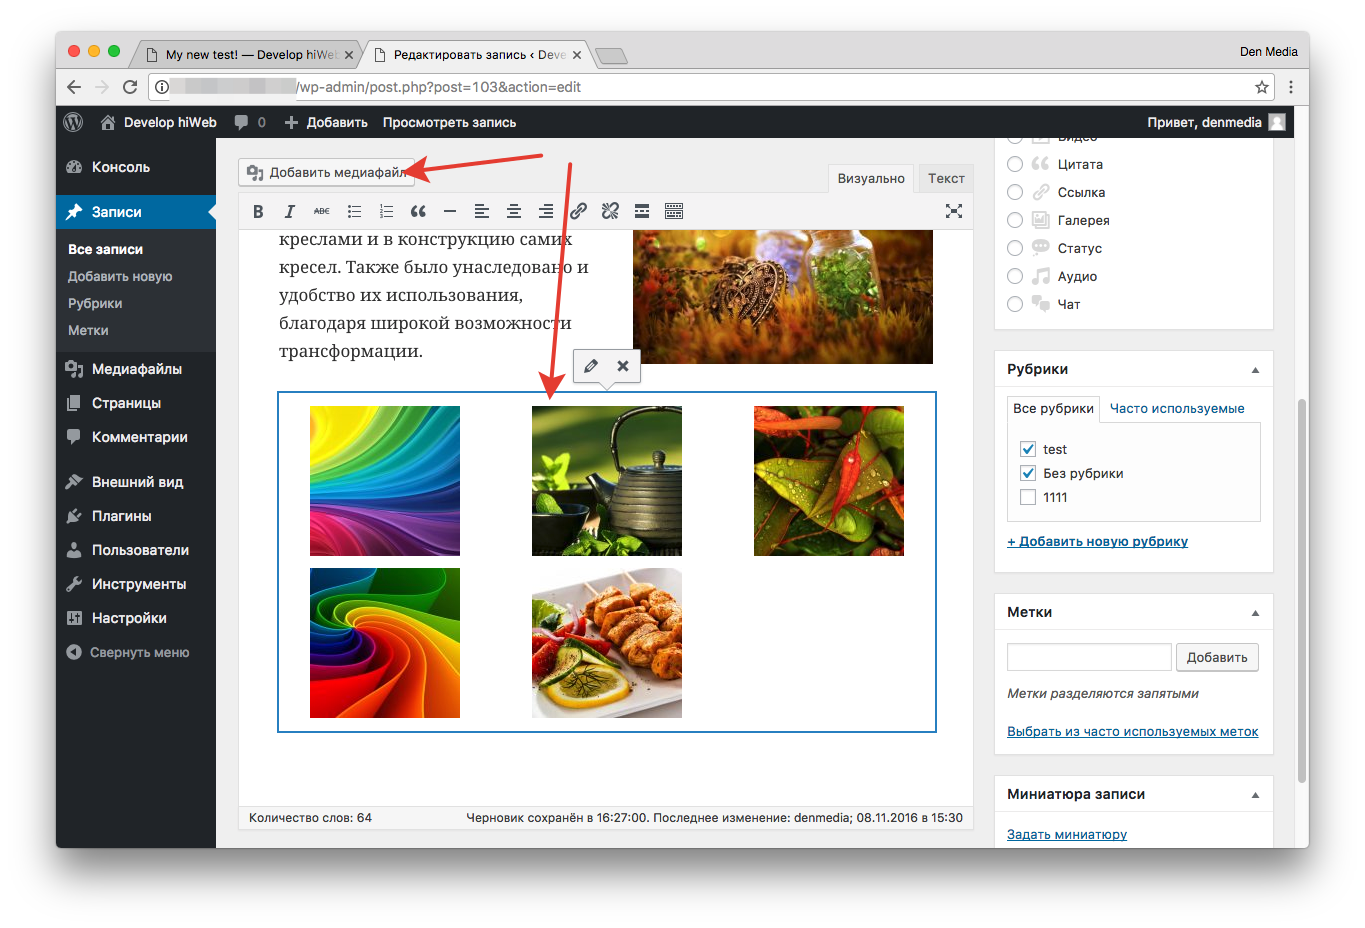 My new test! — Develop hiWeb
Редактировать запись ‹ Deve
Den Media
/wp-admin/post.php?post=103&action=edit
Develop hiWeb
0
Добавить
Просмотреть запись
Привет, denmedia
Консоль
Записи
Все записи
Добавить новую
Рубрики
Метки
Медиафайлы
Страницы
Комментарии
Внешний вид
Плагины
Пользователи
Инструменты
Настройки
Свернуть меню
Добавить медиафайл
Визуально
Текст
B I ABC
креслами и в конструкцию самих
кресел. Также было унаследовано и
удобство их использования,
благодаря широкой возможности
трансформации.
Количество слов: 64
Черновик сохранён в 16:27:00. Последнее изменение: denmedia; 08.11.2016 в 15:30
Видео
Цитата
Ссылка
Галерея
Статус
Аудио
Чат
Рубрики
Все рубрики
Часто используемые
test
Без рубрики
1111
+ Добавить новую рубрику
Метки
Добавить
Метки разделяются запятыми
Выбрать из часто используемых меток
Миниатюра записи
Задать миниатюру